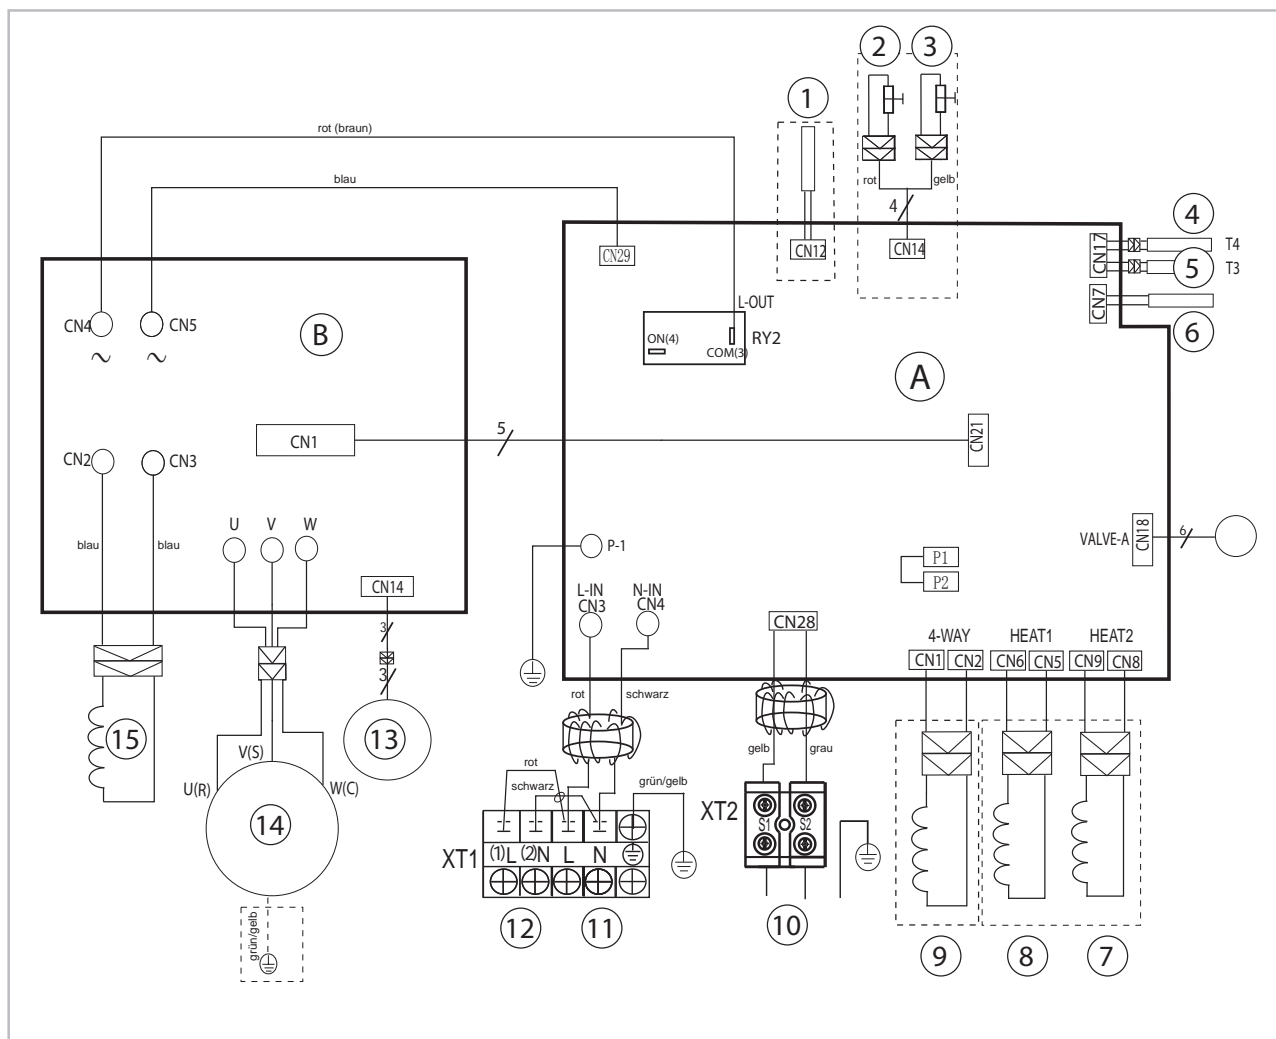 2
3
1
rot (braun)
blau
rot
gelb
4
4
CN29
CN12
CN14
CN17
T4
5
T3
CN7
6
L-OUT
CN4
CN5
B
ON(4)
COM(3)
RY2
A
CN1
5
CN21
CN2
CN3
U
V
W
blau
blau
P-1
VALVE-A
CN18
6
P1
P2
CN14
L-IN
CN3
N-IN
CN4
CN28
4-WAY
HEAT1
HEAT2
CN1
CN2
CN6
CN5
CN9
CN8
3
3
rot
schwarz
15
13
V(S)
U(R)
W(C)
gelb
grau
rot
schwarz
grün/gelb
14
XT1
(1)L
(2)N
L
N
XT2
S1
S2
12
11
10
grün/gelb
9
8
7